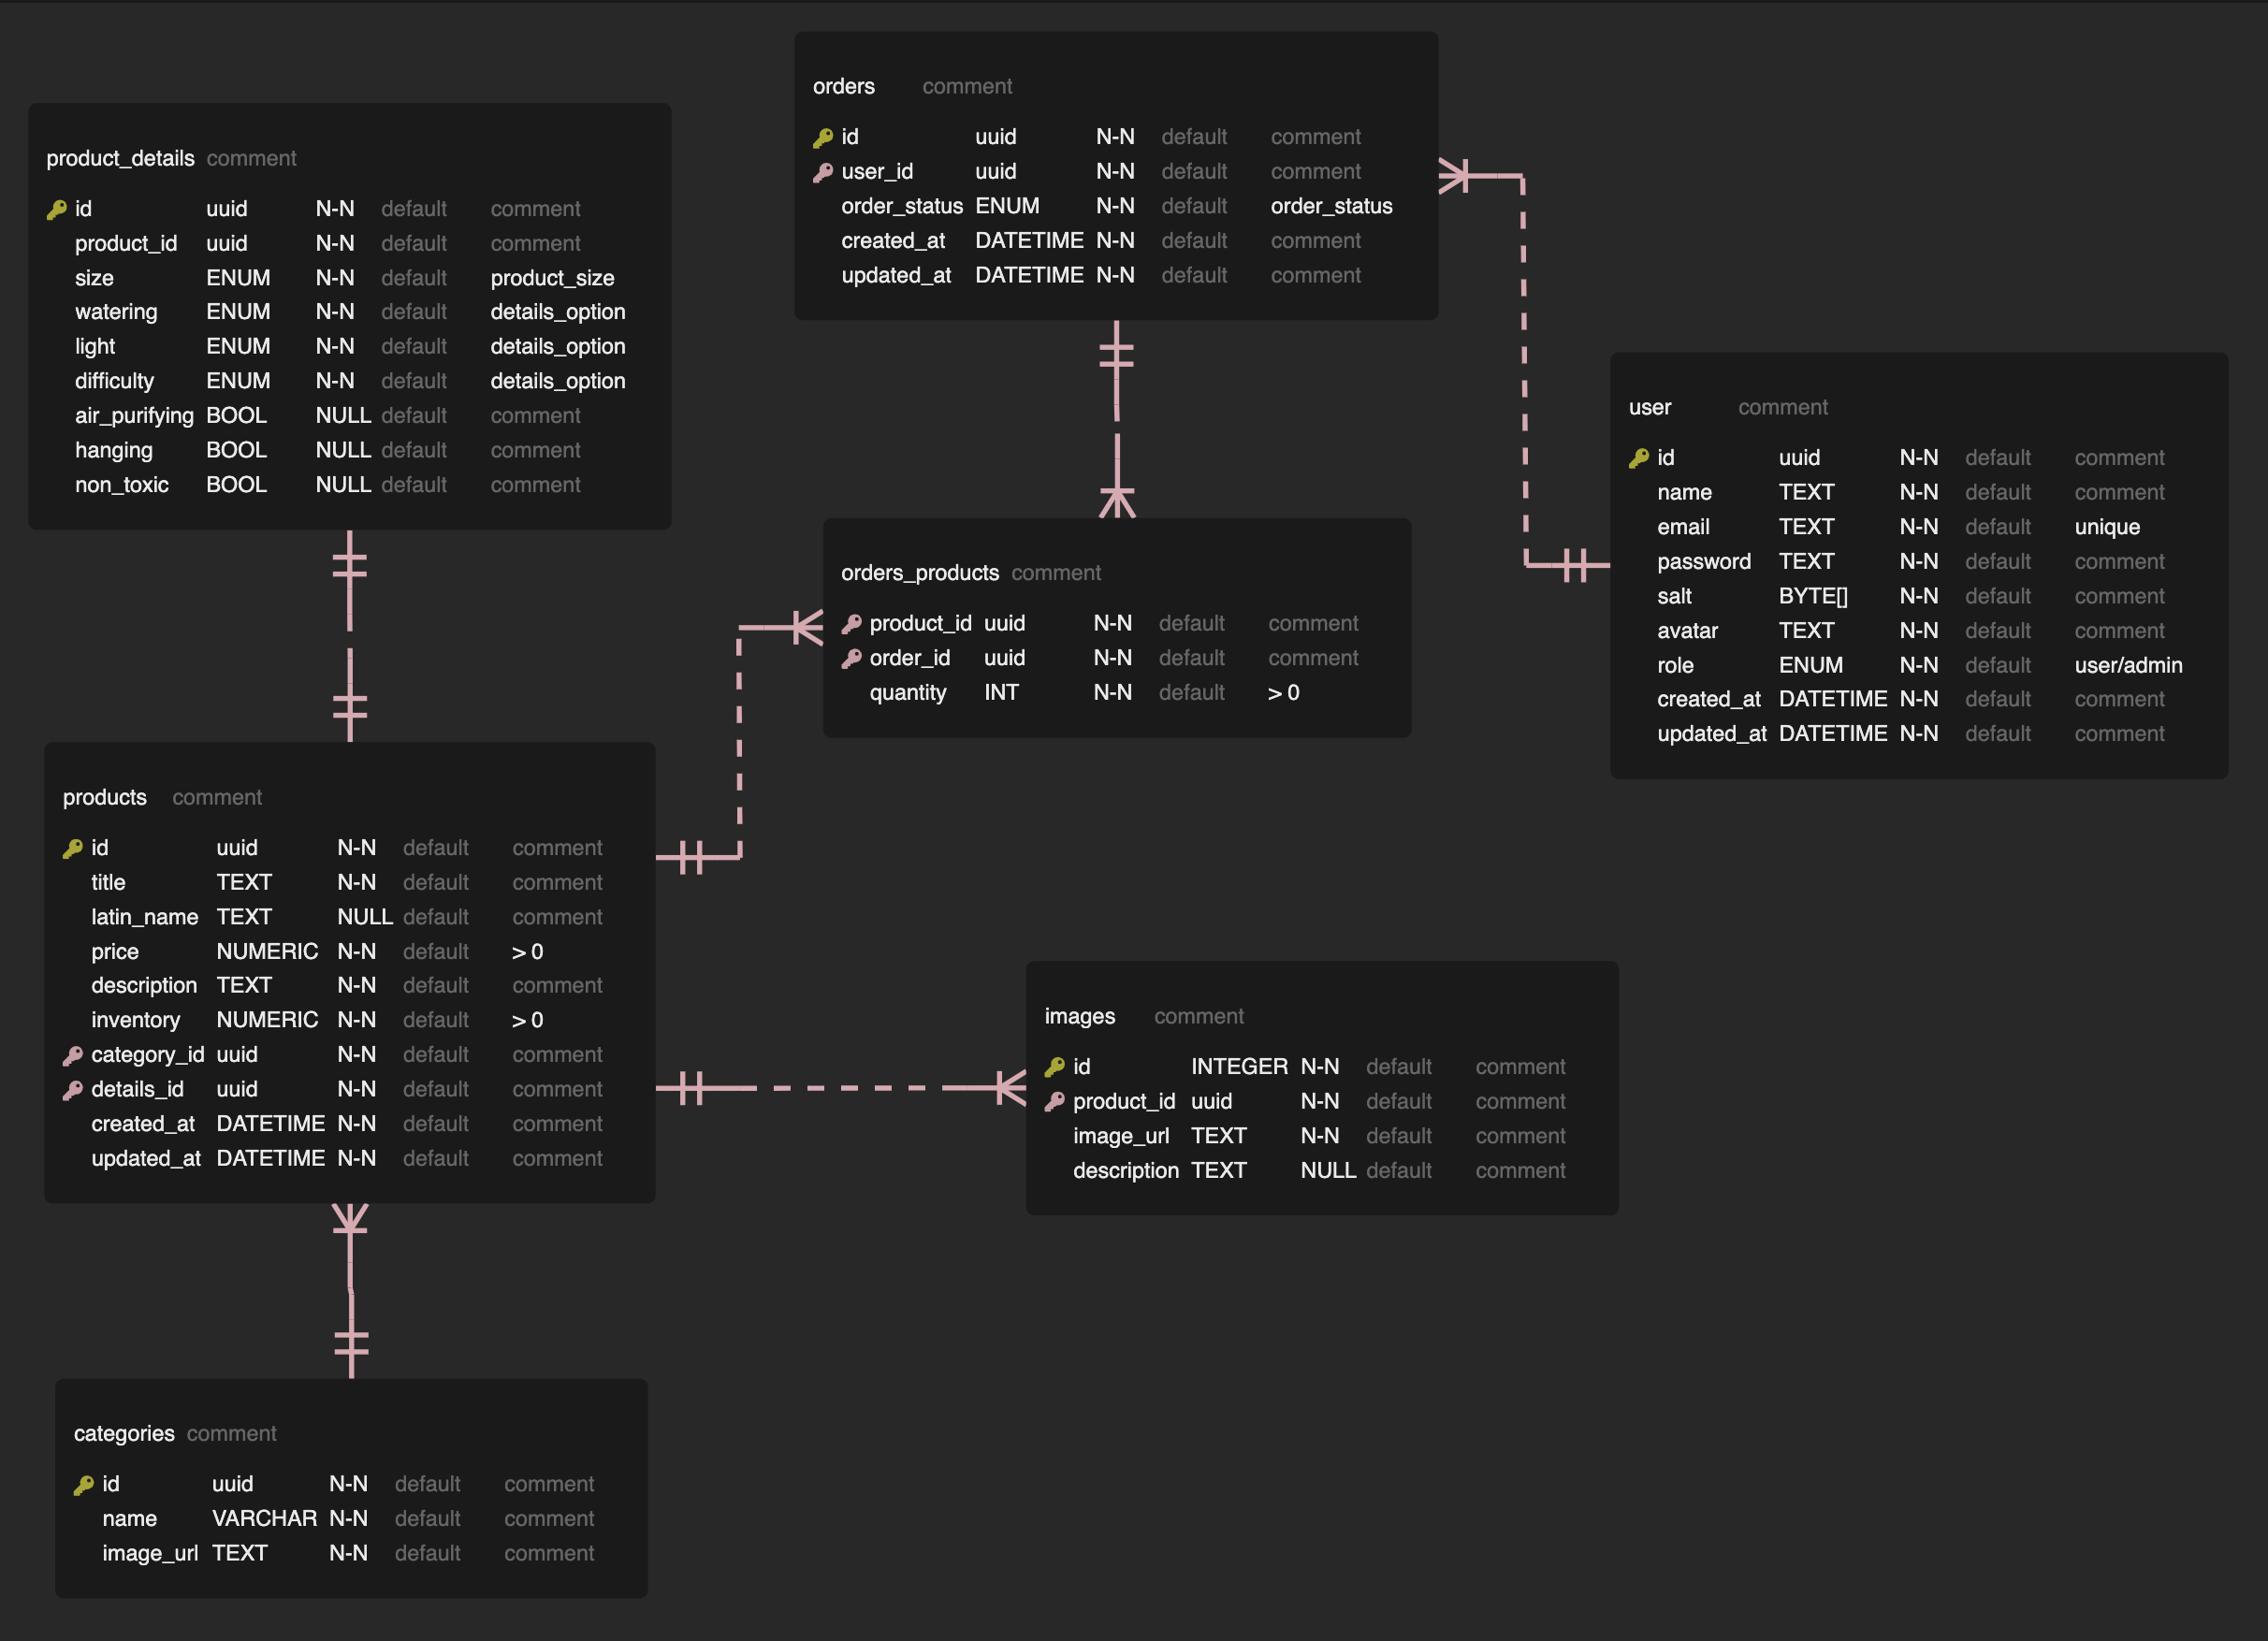 product_details comment
id uuid N-N default comment
product_id uuid N-N default comment
size ENUM N-N default product_size
watering ENUM N-N default details_option
light ENUM N-N default details_option
difficulty ENUM N-N default details_option
air_purifying BOOL NULL default comment
hanging BOOL NULL default comment
non_toxic BOOL NULL default comment
orders comment
id uuid N-N default comment
user_id uuid N-N default comment
order_status ENUM N-N default order_status
created_at DATETIME N-N default comment
updated_at DATETIME N-N default comment
user comment
id uuid N-N default comment
name TEXT N-N default comment
email TEXT N-N default unique
password TEXT N-N default comment
salt BYTE[] N-N default comment
avatar TEXT N-N default comment
role ENUM N-N default user/admin
created_at DATETIME N-N default comment
updated_at DATETIME N-N default comment
orders_products comment
product_id uuid N-N default comment
order_id uuid N-N default comment
quantity INT N-N default > 0
products comment
id uuid N-N default comment
title TEXT N-N default comment
latin_name TEXT NULL default comment
price NUMERIC N-N default > 0
description TEXT N-N default comment
inventory NUMERIC N-N default > 0
category_id uuid N-N default comment
details_id uuid N-N default comment
created_at DATETIME N-N default comment
updated_at DATETIME N-N default comment
images comment
id INTEGER N-N default comment
product_id uuid N-N default comment
image_url TEXT N-N default comment
description TEXT NULL default comment
categories comment
id uuid N-N default comment
name VARCHAR N-N default comment
image_url TEXT N-N default comment